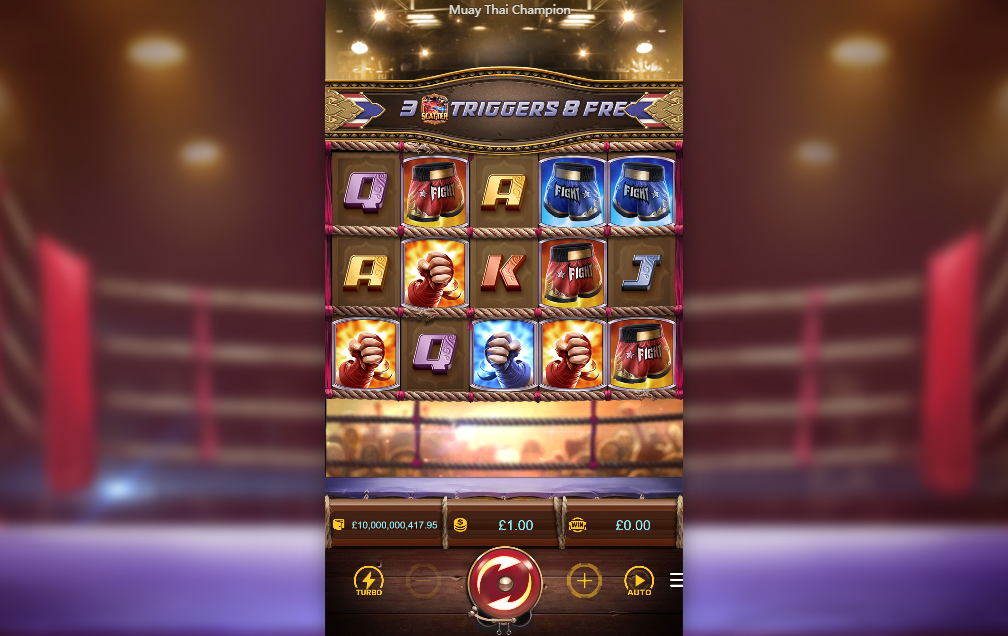 Muay Thai Champion
3 SCATTER TRIGGERS 8 FRE
Q FIGHT A FIGHT FIGHT
A K FIGHT J
Q FIGHT
£10,000,000,417.95 £1.00 WIN £0.00
TURBO AUTO